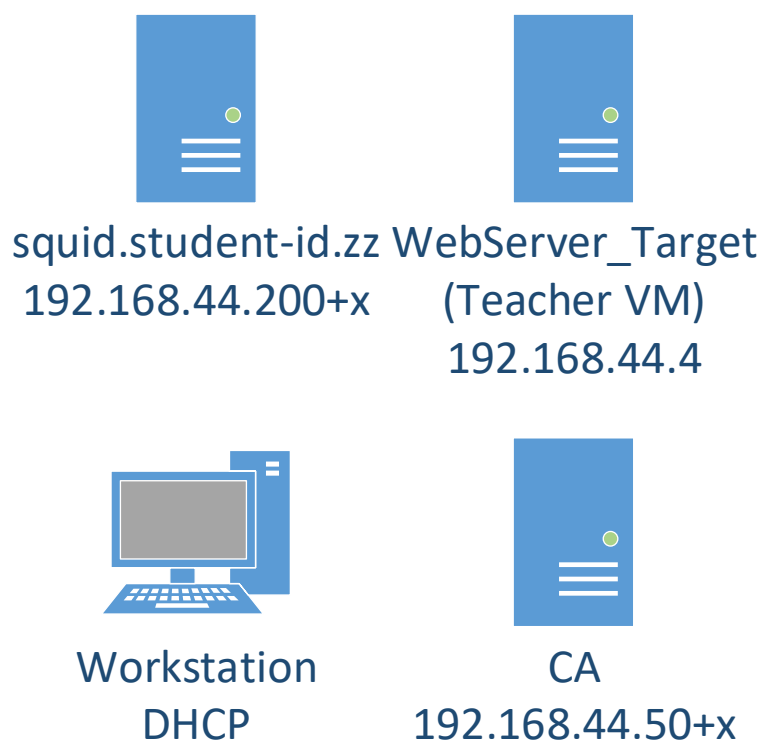 squid.student-id.zz
192.168.44.200+x
WebServer_Target
(Teacher VM)
192.168.44.4
Workstation
DHCP
CA
192.168.44.50+x